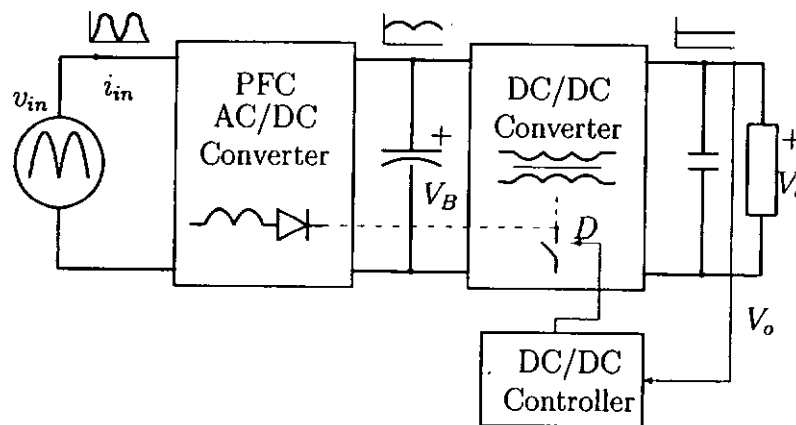 v_in
i_in
PFC
AC/DC
Converter
+
V_B
DC/DC
Converter
D
+
V_o
DC/DC
Controller